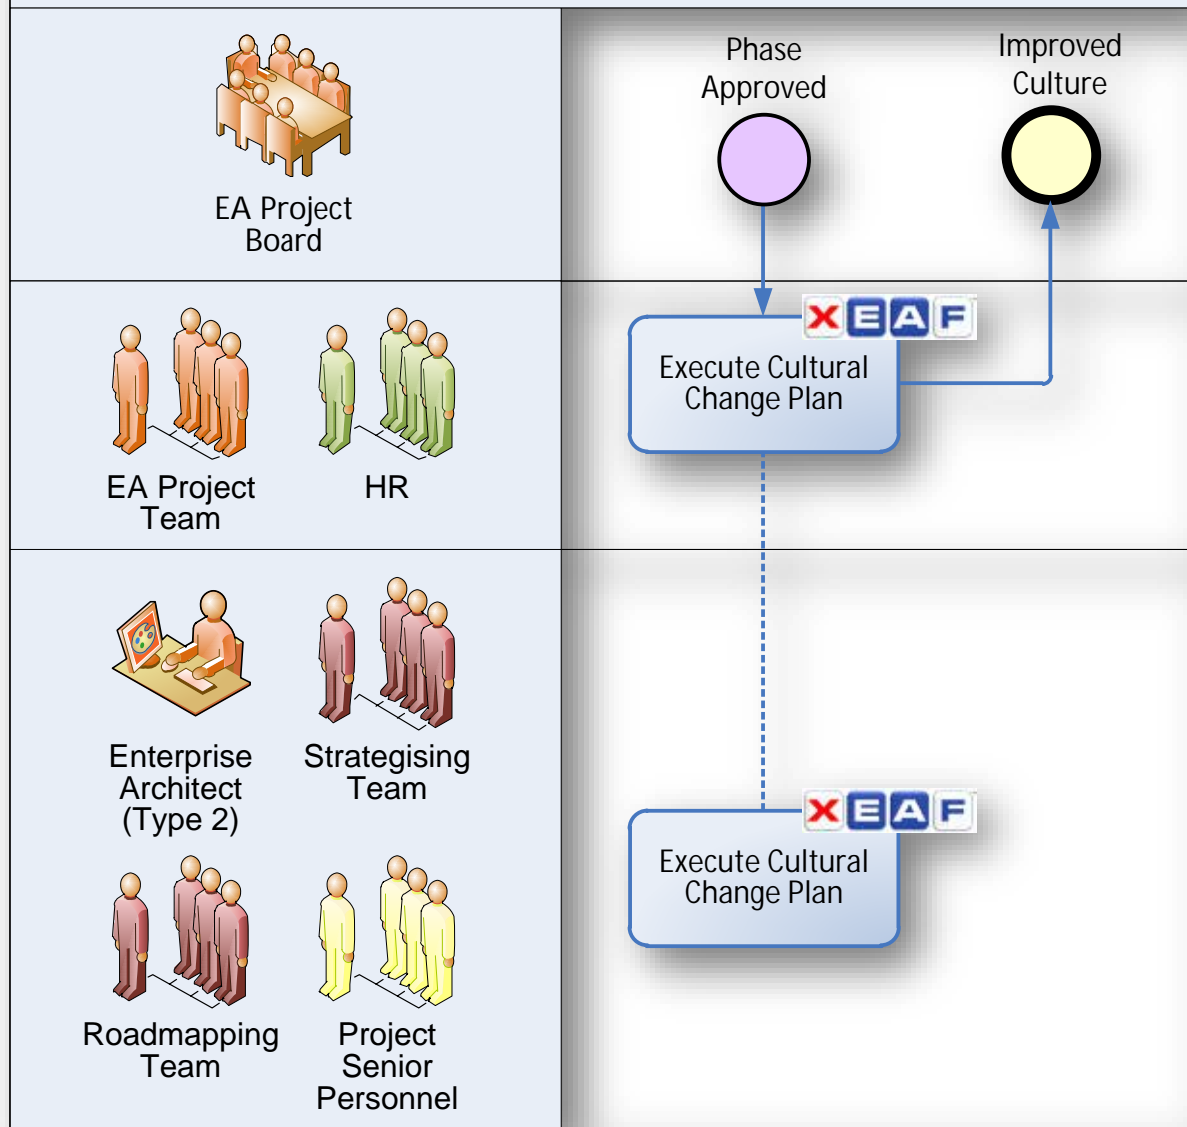 EA Project
Board
Phase
Approved
Improved
Culture
EA Project
Team
HR
XEAF
Execute Cultural
Change Plan
Enterprise
Architect
(Type 2)
Strategising
Team
Roadmapping
Team
Project
Senior
Personnel
XEAF
Execute Cultural
Change Plan